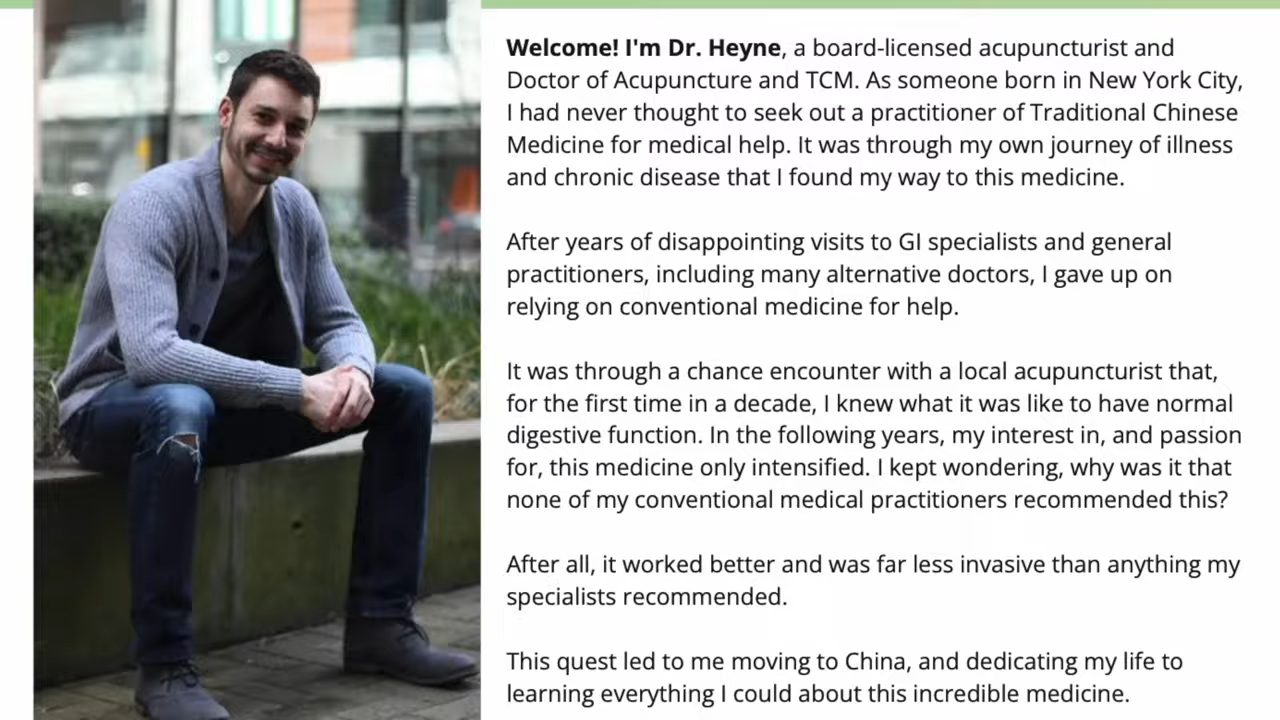 Welcome! I'm Dr. Heyne, a board-licensed acupuncturist and
Doctor of Acupuncture and TCM. As someone born in New York City,
I had never thought to seek out a practitioner of Traditional Chinese
Medicine for medical help. It was through my own journey of illness
and chronic disease that I found my way to this medicine.
After years of disappointing visits to GI specialists and general
practitioners, including many alternative doctors, I gave up on
relying on conventional medicine for help.
It was through a chance encounter with a local acupuncturist that,
for the first time in a decade, I knew what it was like to have normal
digestive function. In the following years, my interest in, and passion
for, this medicine only intensified. I kept wondering, why was it that
none of my conventional medical practitioners recommended this?
After all, it worked better and was far less invasive than anything my
specialists recommended.
This quest led to me moving to China, and dedicating my life to
learning everything I could about this incredible medicine.